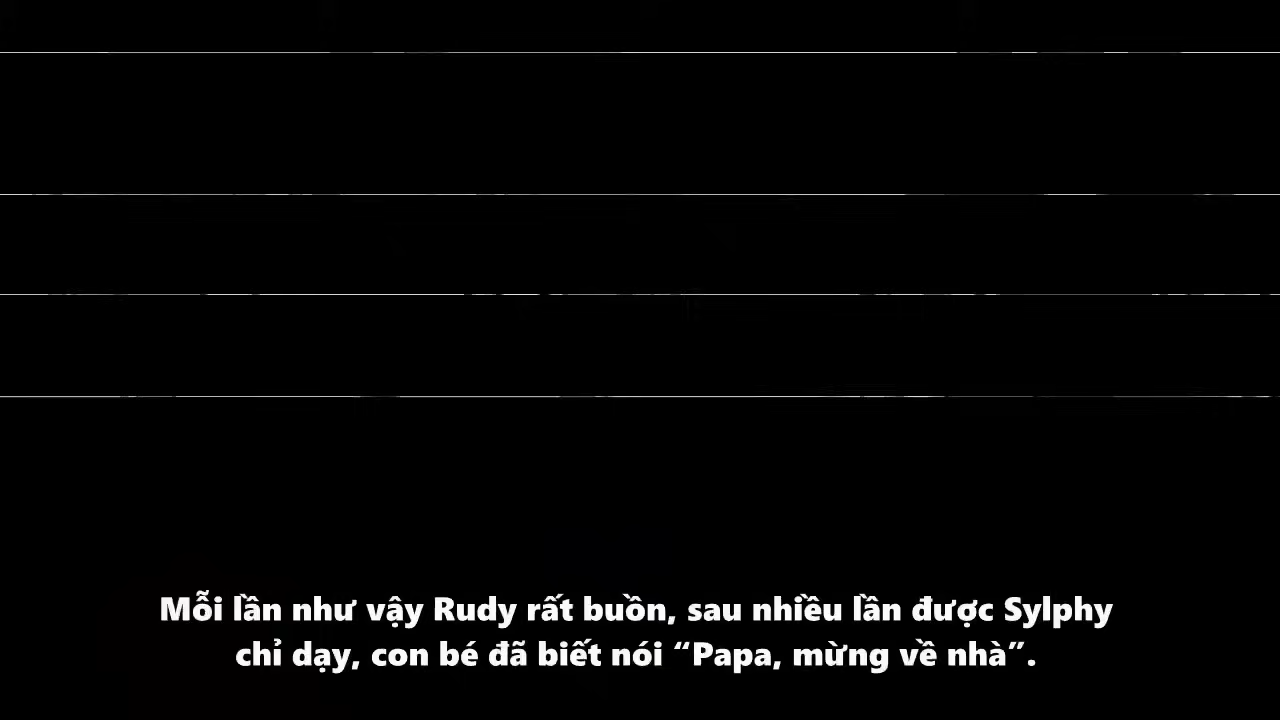 Mỗi lần như vậy Rudy rất buồn, sau nhiều lần được Sylphy
chỉ dạy, con bé đã biết nói “Papa, mừng về nhà”.